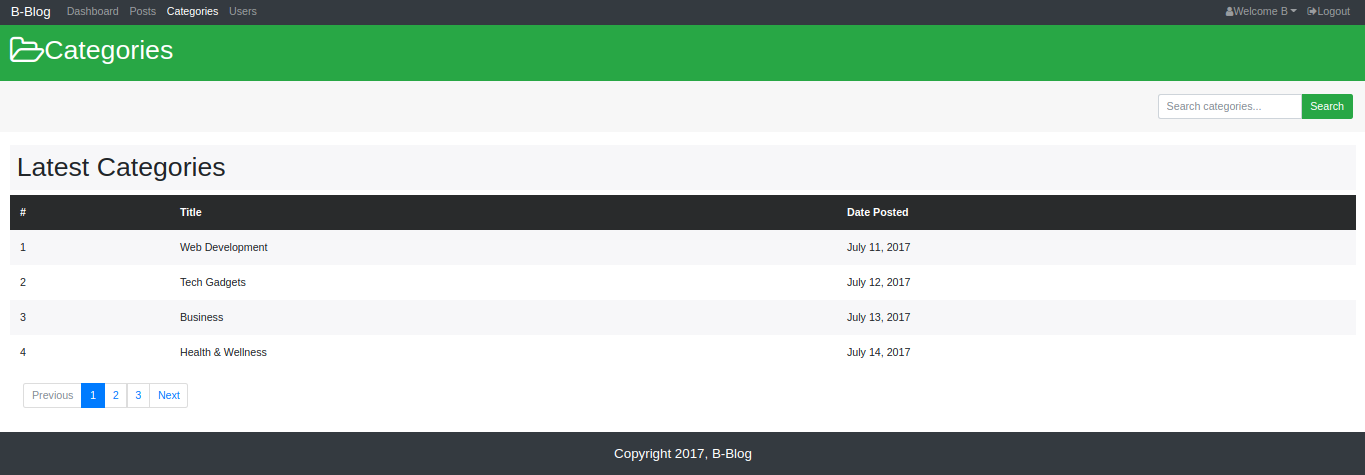 B-Blog Dashboard Posts Categories Users Welcome B Logout
Categories
Search categories... Search
Latest Categories
# Title Date Posted
1 Web Development July 11, 2017
2 Tech Gadgets July 12, 2017
3 Business July 13, 2017
4 Health & Wellness July 14, 2017
Previous 1 2 3 Next
Copyright 2017, B-Blog